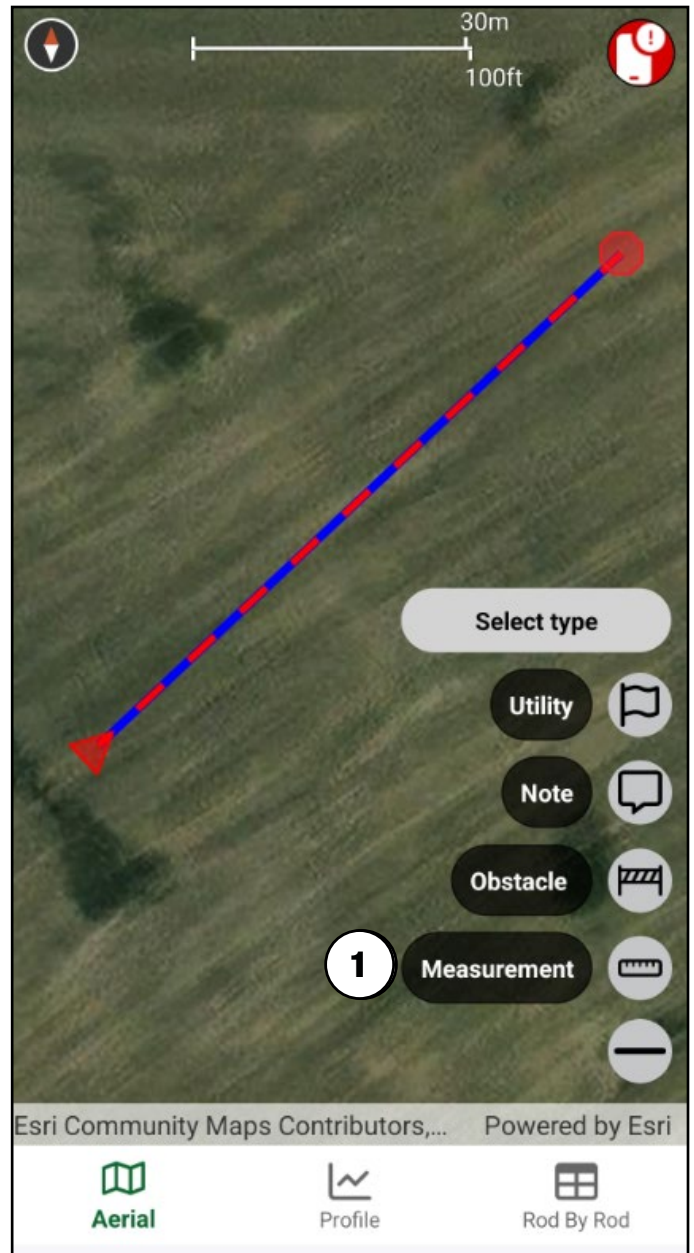 30m
100ft
!
Select type
Utility
Note
Obstacle
1
Measurement
Esri Community Maps Contributors,...
Powered by Esri
Aerial
Profile
Rod By Rod